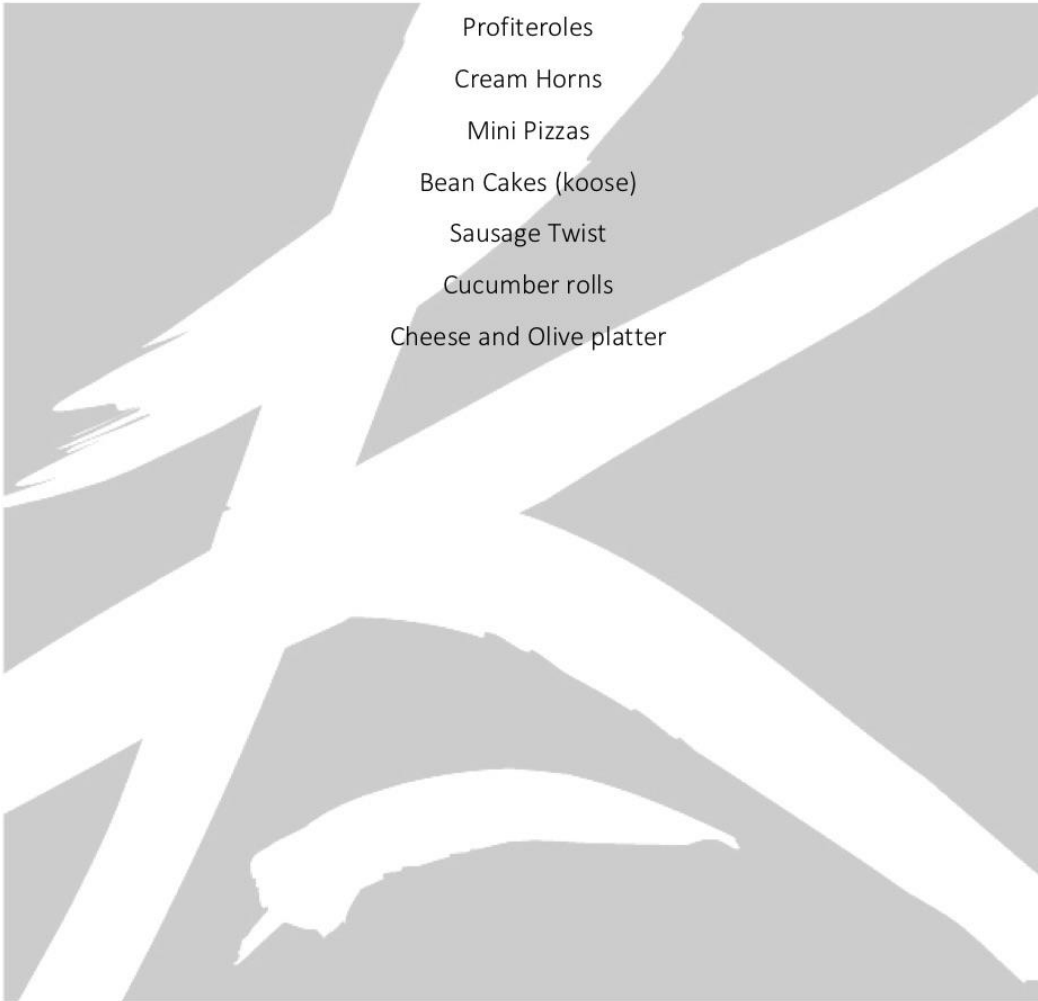 Profiteroles
Cream Horns
Mini Pizzas
Bean Cakes (koose)
Sausage Twist
Cucumber rolls
Cheese and Olive platter